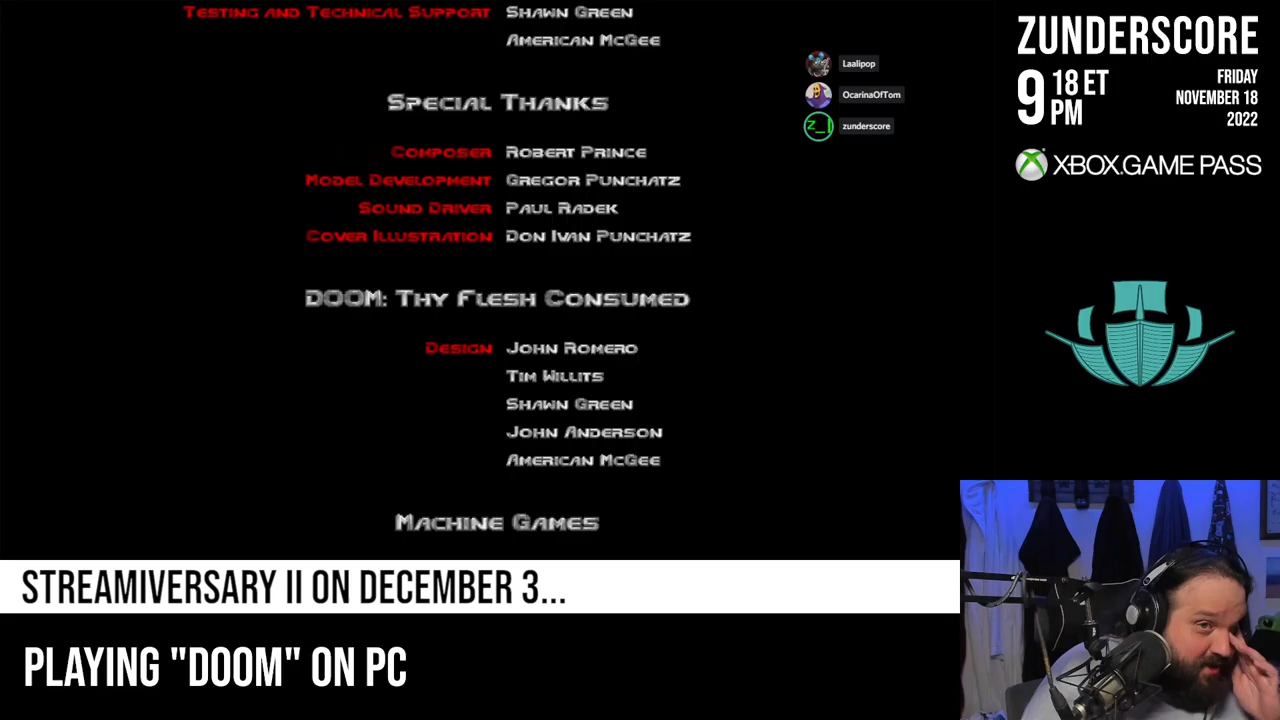 Testing and Technical Support Shawn Green
American McGee
Special Thanks
Composer Robert Prince
Model Development Gregor Punchatz
Sound Driver Paul Radek
Cover Illustration Don Ivan Punchatz
DOOM: Thy Flesh Consumed
Design John Romero
Tim Willits
Shawn Green
John Anderson
American McGee
Machine Games
Laalipop
OcarinaOfTom
z_
zunderscore
ZUNDERSCORE
9 18 ET
PM
FRIDAY
NOVEMBER 18
2022
XBOX.GAME PASS
STREAMIVERSARY II ON DECEMBER 3...
PLAYING "DOOM" ON PC